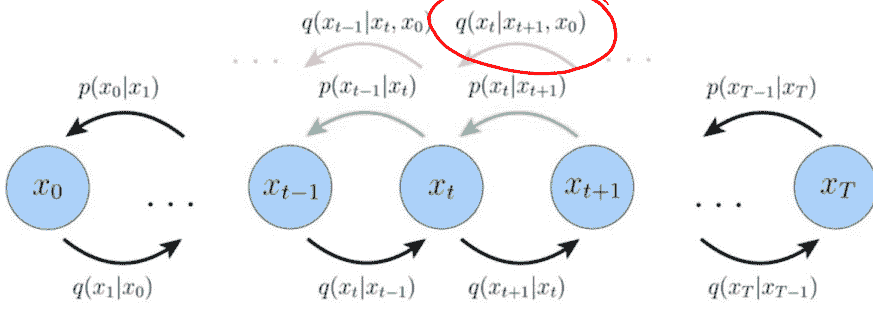 q(x_{t-1}|x_t, x_0) q(x_t|x_{t+1}, x_0)
. . . . . .
p(x_0|x_1) p(x_{t-1}|x_t) p(x_t|x_{t+1}) p(x_{T-1}|x_T)
x_0 . . . x_{t-1} x_t x_{t+1} . . . x_T
q(x_1|x_0) q(x_t|x_{t-1}) q(x_{t+1}|x_t) q(x_T|x_{T-1})